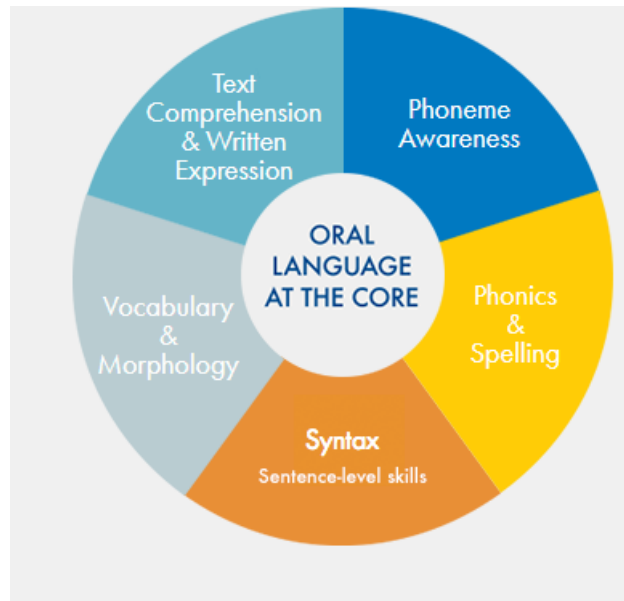 Text
Comprehension
& Written
Expression
Phoneme
Awareness
ORAL
LANGUAGE
AT THE CORE
Vocabulary
&
Morphology
Phonics
&
Spelling
Syntax
Sentence-level skills